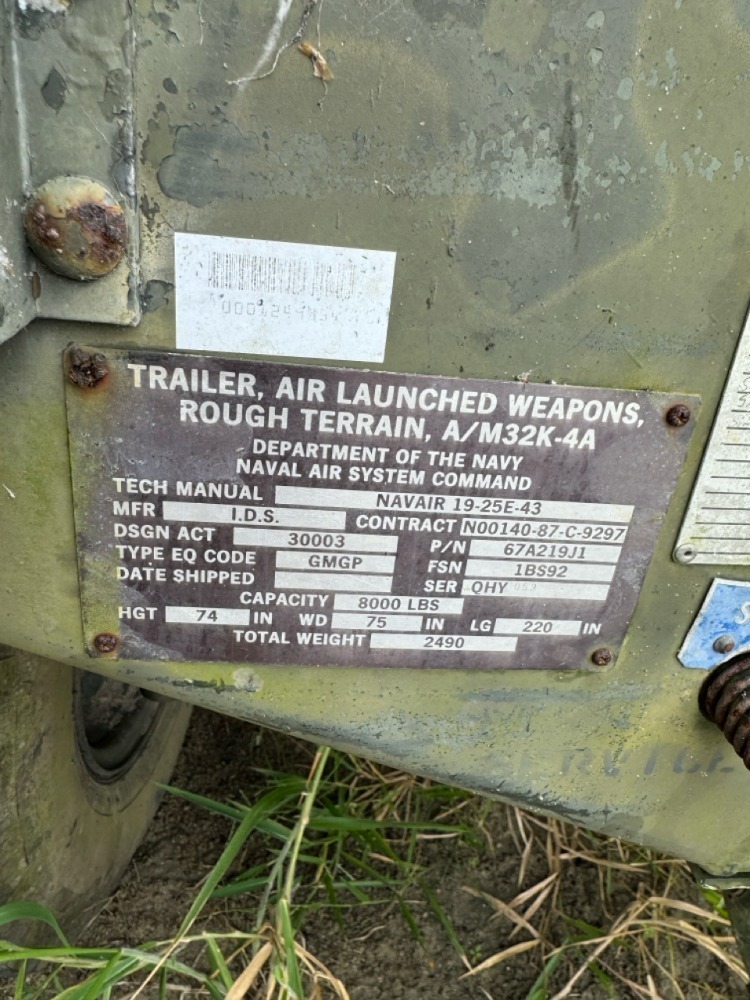 TRAILER, AIR LAUNCHED WEAPONS,
ROUGH TERRAIN, A/M32K-4A
DEPARTMENT OF THE NAVY
NAVAL AIR SYSTEM COMMAND
TECH MANUAL NAVAIR 19-25E-43
MFR I.D.S. CONTRACT N00140-87-C-9297
DSGN ACT 30003 P/N 67A219J1
TYPE EQ CODE GMGP FSN 1BS92
DATE SHIPPED SER QHY
CAPACITY 8000 LBS
HGT 74 IN WD 75 IN LG 220 IN
TOTAL WEIGHT 2490